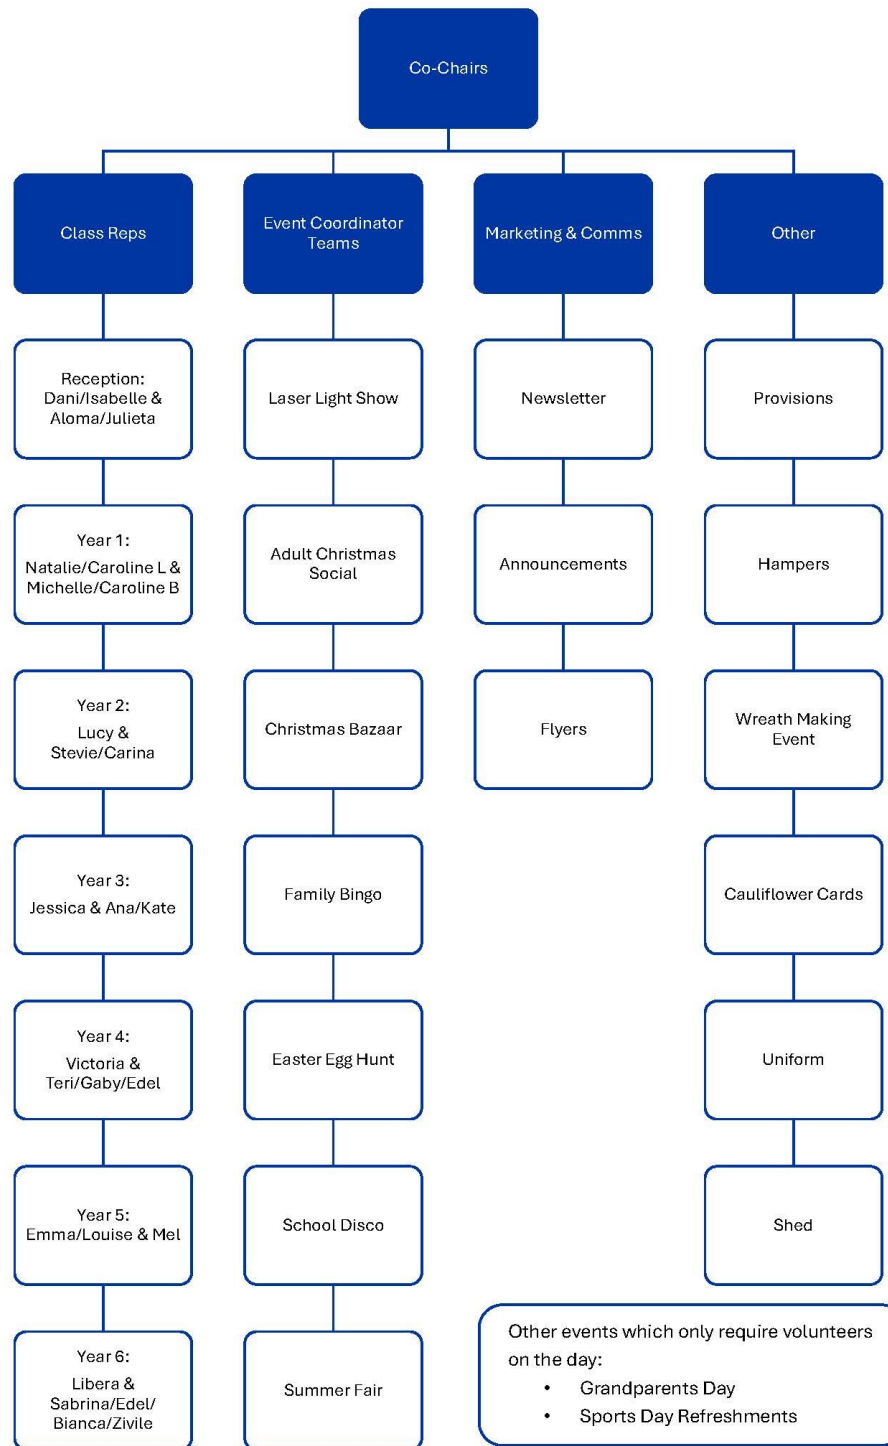 Co-Chairs
Class Reps
Reception:
Dani/Isabelle &
Aloma/Julieta
Year 1:
Natalie/Caroline L &
Michelle/Caroline B
Year 2:
Lucy &
Stevie/Carina
Year 3:
Jessica & Ana/Kate
Year 4:
Victoria &
Teri/Gaby/Edel
Year 5:
Emma/Louise & Mel
Year 6:
Libera &
Sabrina/Edel/
Bianca/Zivile
Event Coordinator
Teams
Laser Light Show
Adult Christmas
Social
Christmas Bazaar
Family Bingo
Easter Egg Hunt
School Disco
Summer Fair
Marketing & Comms
Newsletter
Announcements
Flyers
Other
Provisions
Hampers
Wreath Making
Event
Cauliflower Cards
Uniform
Shed
Other events which only require volunteers
on the day:
• Grandparents Day
• Sports Day Refreshments